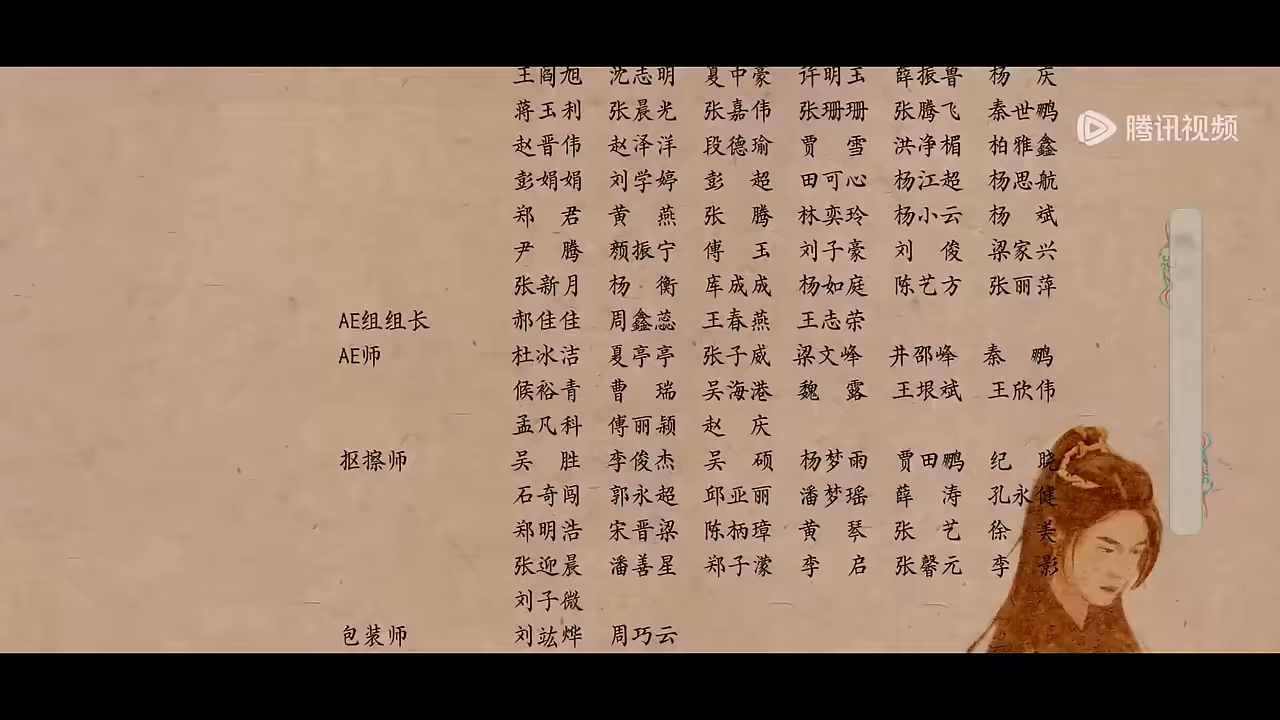 王阎旭 沈志明 夏中豪 许明玉 薛振鲁 杨 庆
蒋玉利 张晨光 张嘉伟 张珊珊 张腾飞 秦世鹏
腾讯视频
赵晋伟 赵泽洋 段德瑜 贾 雪 洪净楣 柏雅鑫
彭娟娟 刘学婷 彭 超 田可心 杨江超 杨思航
郑 君 黄 燕 张 腾 林奕玲 杨小云 杨 斌
尹 腾 颜振宁 傅 玉 刘子豪 刘 俊 梁家兴
张新月 杨 衡 库成成 杨如庭 陈艺方 张丽萍
AE组组长 郝佳佳 周鑫蕊 王春燕 王志荣
AE师 杜冰洁 夏亭亭 张子威 梁文峰 井邵峰 秦 鹏
候裕青 曹 瑞 吴海港 魏 露 王垠斌 王欣伟
孟凡科 傅丽颖 赵 庆
抠擦师 吴 胜 李俊杰 吴 硕 杨梦雨 贾田鹏 纪 晓
石奇闯 郭永超 邱亚丽 潘梦瑶 薛 涛 孔永健
郑明浩 宋晋梁 陈柄璋 黄 琴 张 艺 徐 美
张迎晨 潘善星 郑子濛 李 启 张馨元 李 影
刘子微
包装师 刘竑烨 周巧云